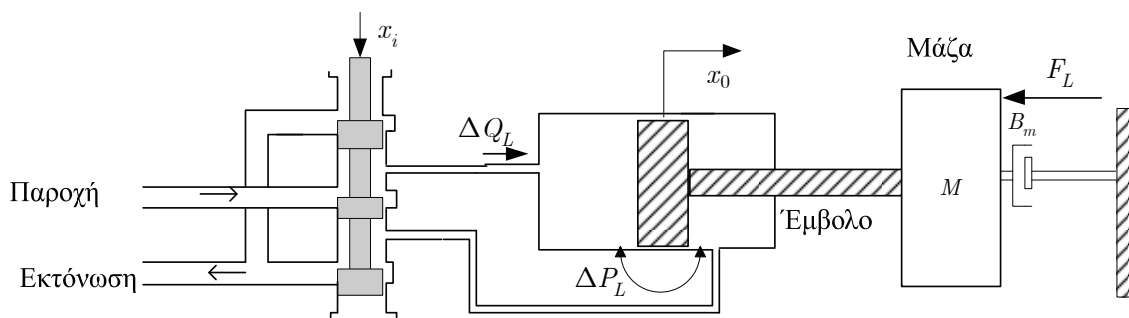 x_i
Μάζα
x_0
F_L
ΔQ_L
B_m
Παροχή
M
Έμβολο
Εκτόνωση
ΔP_L